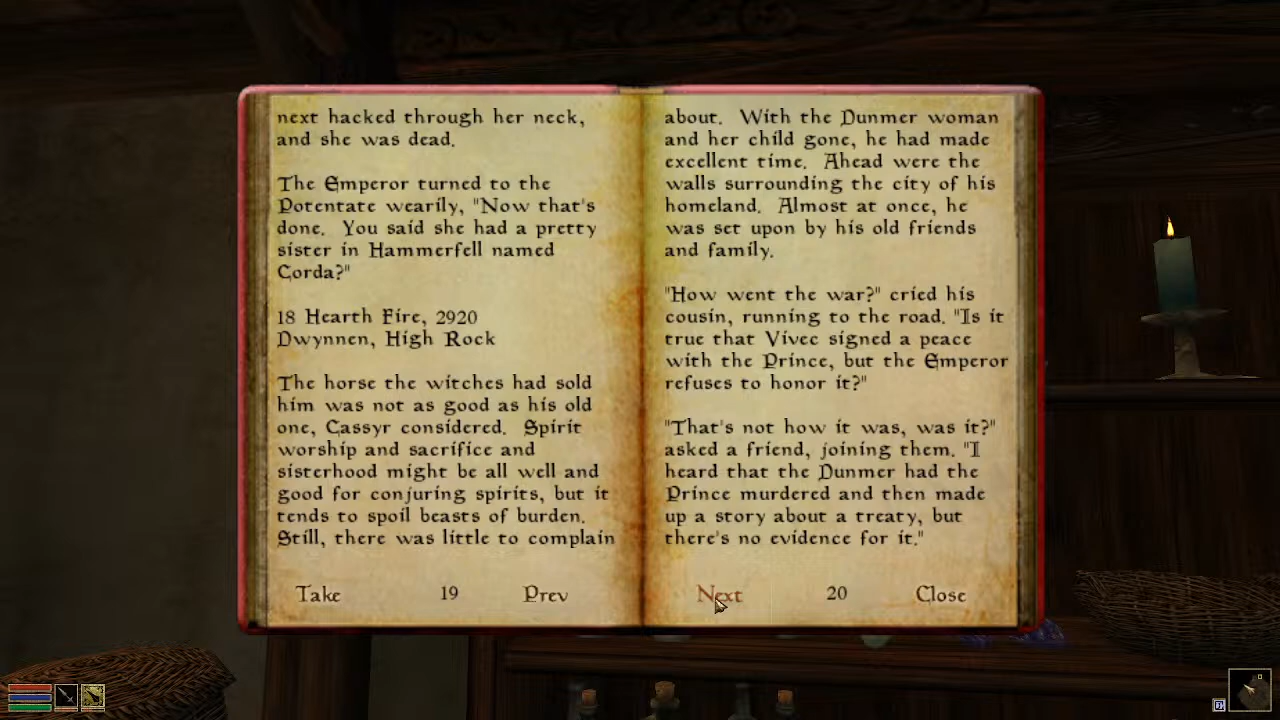 next hacked through her neck,
and she was dead.
The Emperor turned to the
Potentate wearily, "Now that's
done.  You said she had a pretty
sister in Hammerfell named
Corda?"
18 Hearth Fire, 2920
Dwynnen, High Rock
The horse the witches had sold
him was not as good as his old
one, Cassyr considered.  Spirit
worship and sacrifice and
sisterhood might be all well and
good for conjuring spirits, but it
tends to spoil beasts of burden.
Still, there was little to complain
about.  With the Dunmer woman
and her child gone, he had made
excellent time.  Ahead were the
walls surrounding the city of his
homeland.  Almost at once, he
was set upon by his old friends
and family.
"How went the war?" cried his
cousin, running to the road. "Is it
true that Vivec signed a peace
with the Prince, but the Emperor
refuses to honor it?"
"That's not how it was, was it?"
asked a friend, joining them. "I
heard that the Dunmer had the
Prince murdered and then made
up a story about a treaty, but
there's no evidence for it."
Take 19 Prev Next 20 Close